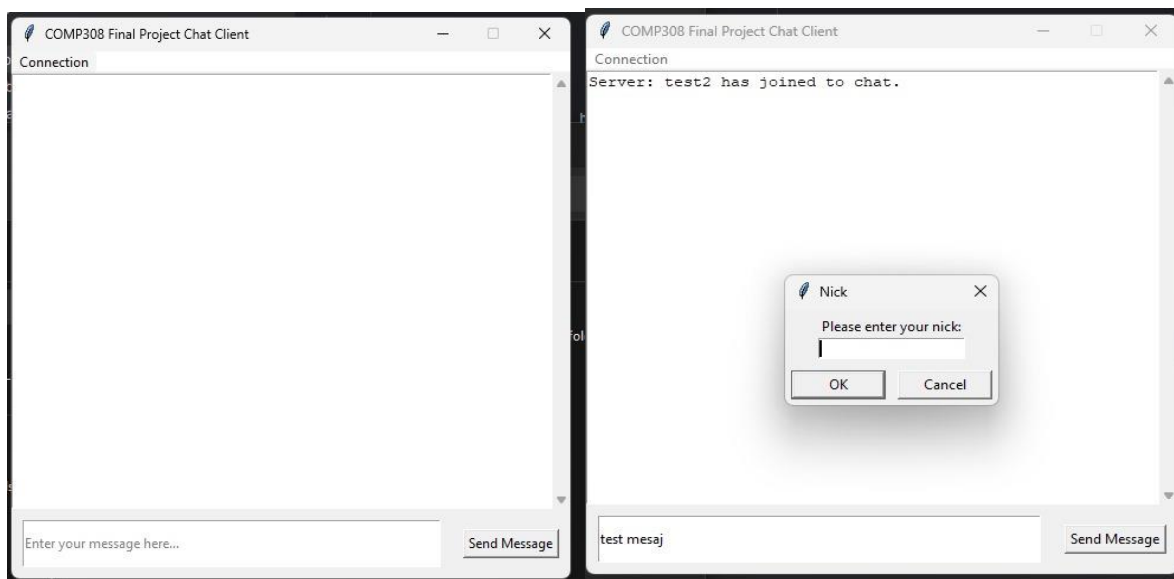 COMP308 Final Project Chat Client
Connection
Enter your message here...
Send Message
COMP308 Final Project Chat Client
Connection
Server: test2 has joined to chat.
Nick
Please enter your nick:
OK
Cancel
test mesaj
Send Message